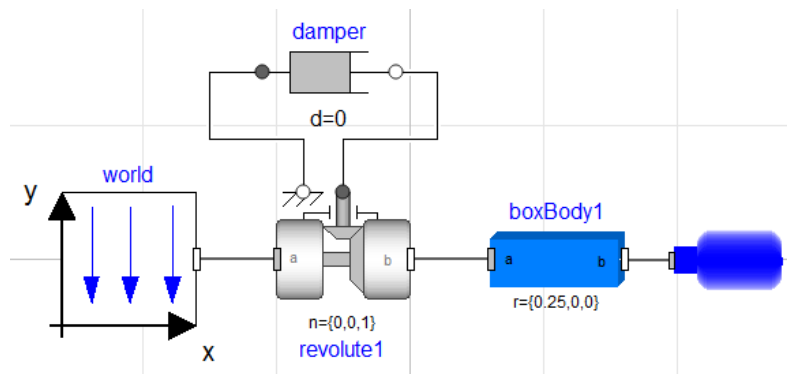 damper
d=0
world
y
x
a
b
n={0,0,1}
revolute1
boxBody1
a
b
r={0.25,0,0}